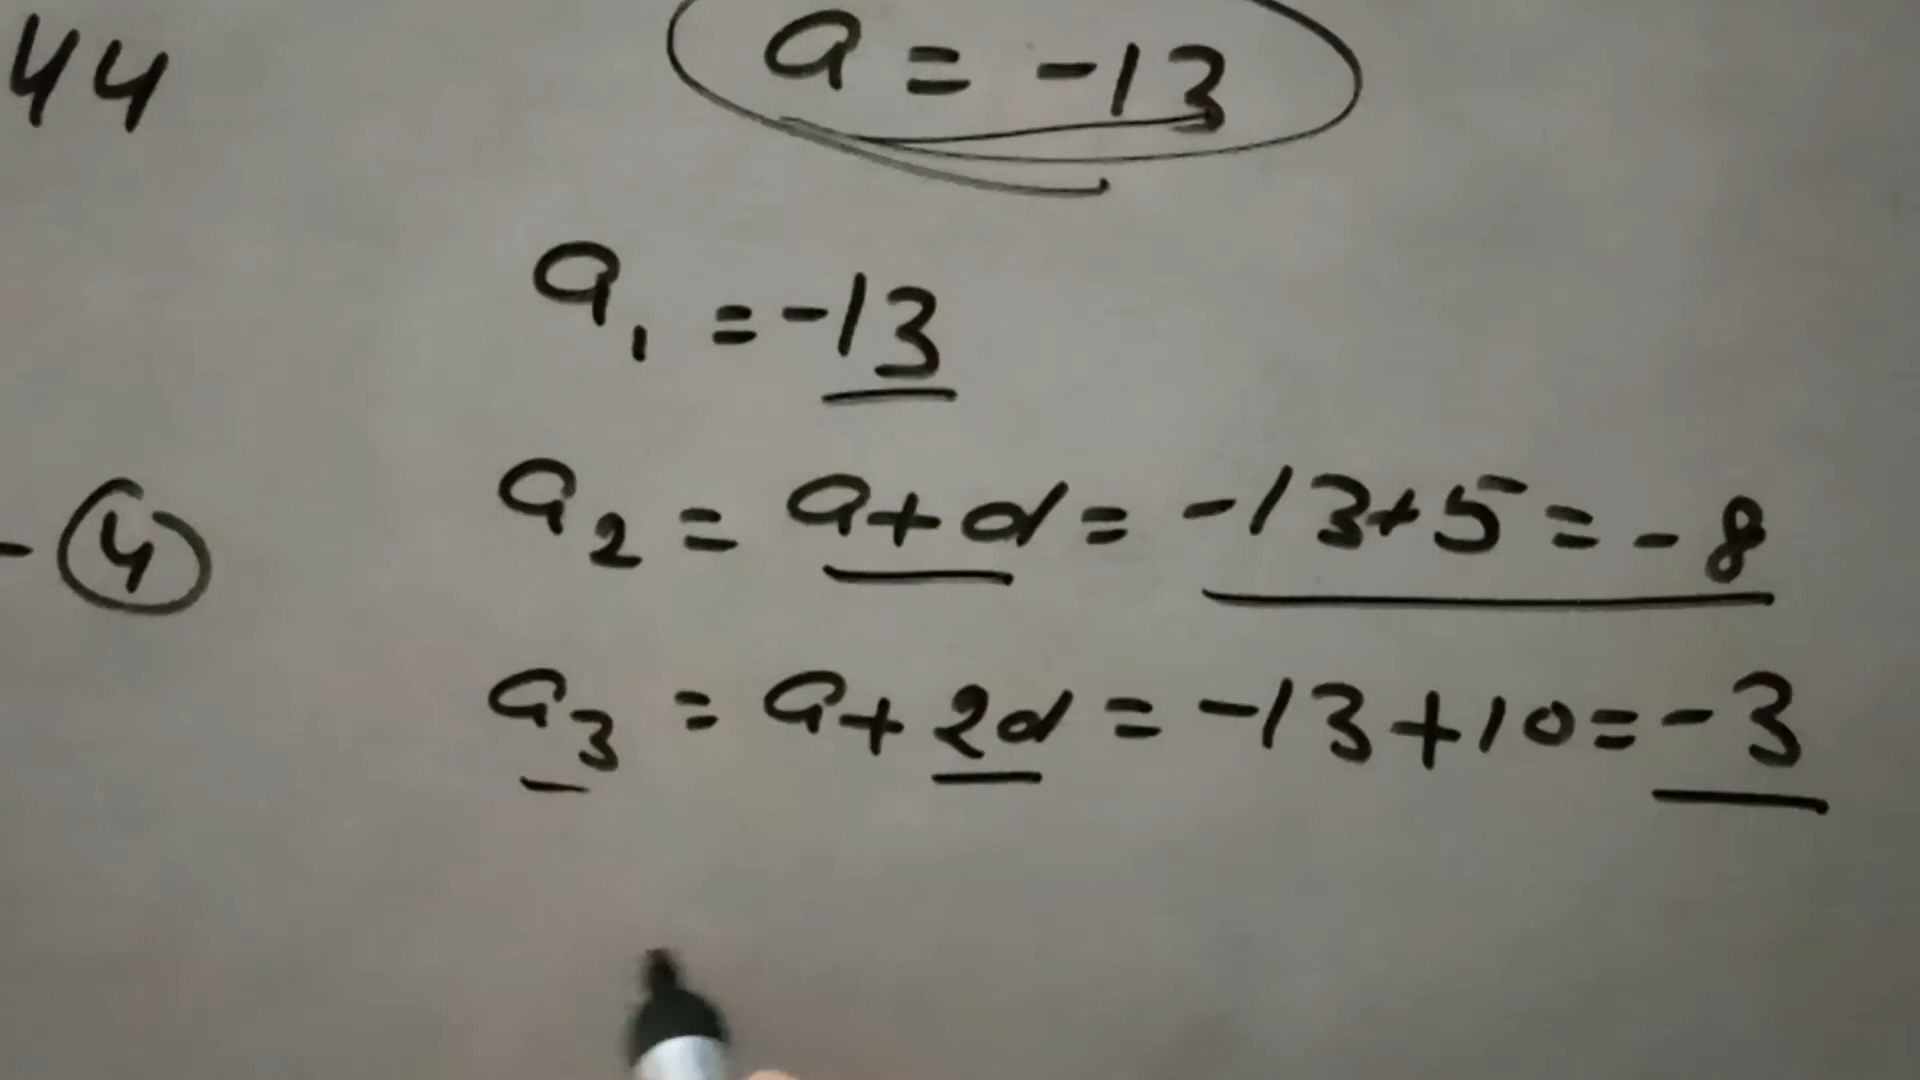 44
a = -13
a₁ = -13
a₂ = a+d = -13+5 = -8
- ④
a₃ = a+2d = -13+10 = -3